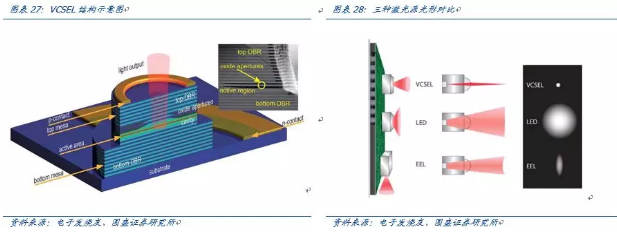 图表 27：VCSEL 结构示意图
top DBR
oxide apertures
active region
bottom DBR
light output
p-contact
top mesa
top-DBR
oxide apertures
cavity
n-contact
active area
bottom-DBR
bottom mesa
substrate
资料来源：电子发烧友、国盛证券研究所
图表 28：三种激光源光形对比
VCSEL
VCSEL
LED
LED
EEL
EEL
资料来源：电子发烧友、国盛证券研究所